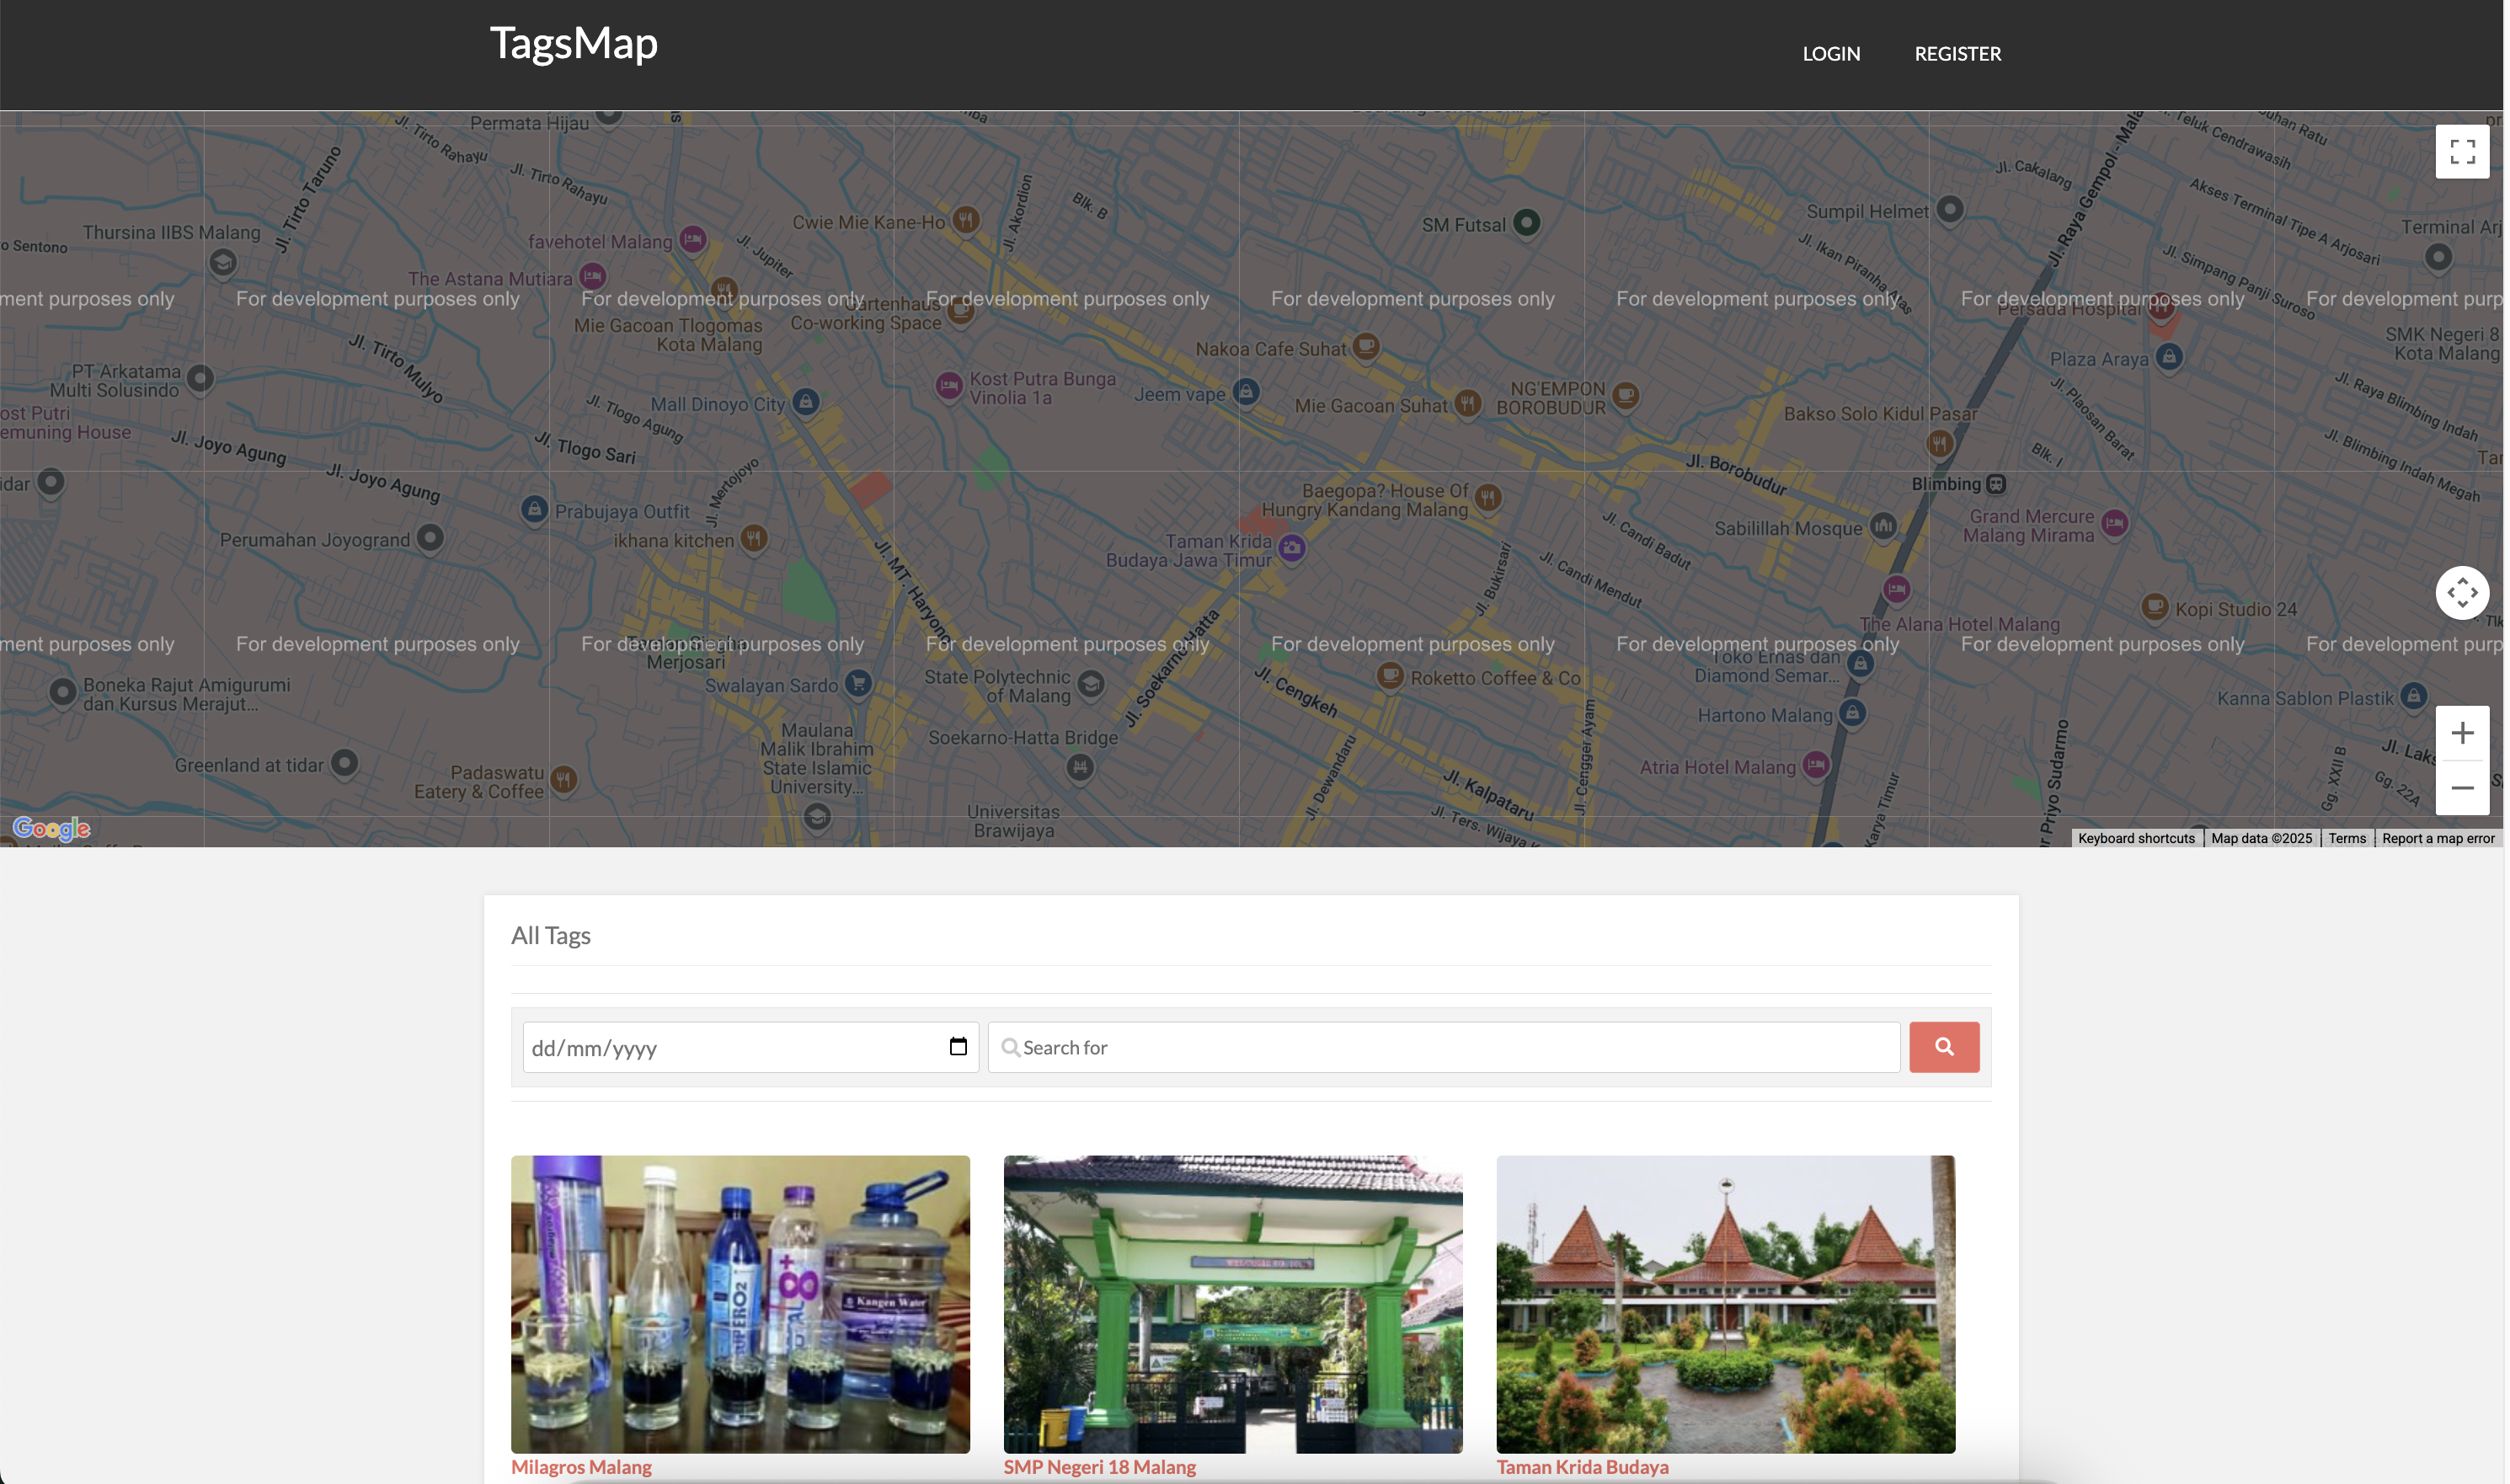 TagsMap
LOGIN
REGISTER
Permata Hijau
Jl. Tirto Rahayu
Jl. Tirto Rahayu
Jl. Tirto Taruno
Thursina IIBS Malang
o Sentono
favehotel Malang
The Astana Mutiara
Jl. Jupiter
Cwie Mie Kane-Ho
Jl. Akordion
Blk. B
SM Futsal
Sumpil Helmet
Jl. Cakalang
Jl. Raya Gempol - Mala
Jl. Teluk Cendrawasih
uhan Ratu
Akses Terminal Tipe A Arjosari
Terminal Arj
Jl. Simpang Panji Suroso
Jl. Ikan Piranha Atas
ment purposes only
For development purposes only
For development purposes only
For development purposes only
For development purposes only
For development purposes only
For development purposes only
For development purp
Mie Gacoan Tlogomas
Kota Malang
Gartenhaus
Co-working Space
Persada Hospital
Plaza Araya
SMK Negeri 8
Kota Malang
Jl. Tirto Mulyo
PT Arkatama
Multi Solusindo
ost Putri
emuning House
Mall Dinoyo City
Kost Putra Bunga
Vinolia 1a
Nakoa Cafe Suhat
Jeem vape
Mie Gacoan Suhat
NG'EMPON
BOROBUDUR
Bakso Solo Kidul Pasar
Jl. Plaosan Barat
Jl. Raya Blimbing Indah
Jl. Blimbing Indah Megah
Tar
Jl. Joyo Agung
Jl. Joyo Agung
Jl. Tlogo Agung
Jl. Tlogo Sari
Jl. Mertojoyo
Jl. Borobudur
Blk. I
Blimbing
idar
Prabujaya Outfit
Perumahan Joyogrand
ikhana kitchen
Baegopa? House Of
Hungry Kandang Malang
Taman Krida
Budaya Jawa Timur
Sabilillah Mosque
Grand Mercure
Malang Mirama
Jl. Candi Badut
Jl. Candi Mendut
Jl. Bukirsari
Jl. MT. Haryono
Jl. Soekarno Hatta
The Alana Hotel Malang
Kopi Studio 24
ment purposes only
For development purposes only
For development purposes only
For development purposes only
For development purposes only
For development purposes only
For development purposes only
For development purp
Merjosari
Boneka Rajut Amigurumi
dan Kursus Merajut...
Swalayan Sardo
State Polytechnic
of Malang
Jl. Cengkeh
Roketto Coffee & Co
Toko Emas dan
Diamond Semar...
Kanna Sablon Plastik
Hartono Malang
Jl. Cengger Ayam
Maulana
Malik Ibrahim
State Islamic
University...
Soekarno-Hatta Bridge
Greenland at tidar
Padaswatu
Eatery & Coffee
Universitas
Brawijaya
Jl. Dewandaru
Jl. Kalpataru
Jl. Ters. Wijaya K
Atria Hotel Malang
Karya Timur
r Priyo Sudarmo
Gg. XXII B
Gg. 22A
Jl. Laks
Google
Keyboard shortcuts
Map data ©2025
Terms
Report a map error
All Tags
dd/mm/yyyy
Search for
milagros
SUPERO2
8+
Kangen Water
Milagros Malang
SMP Negeri 18 Malang
Taman Krida Budaya